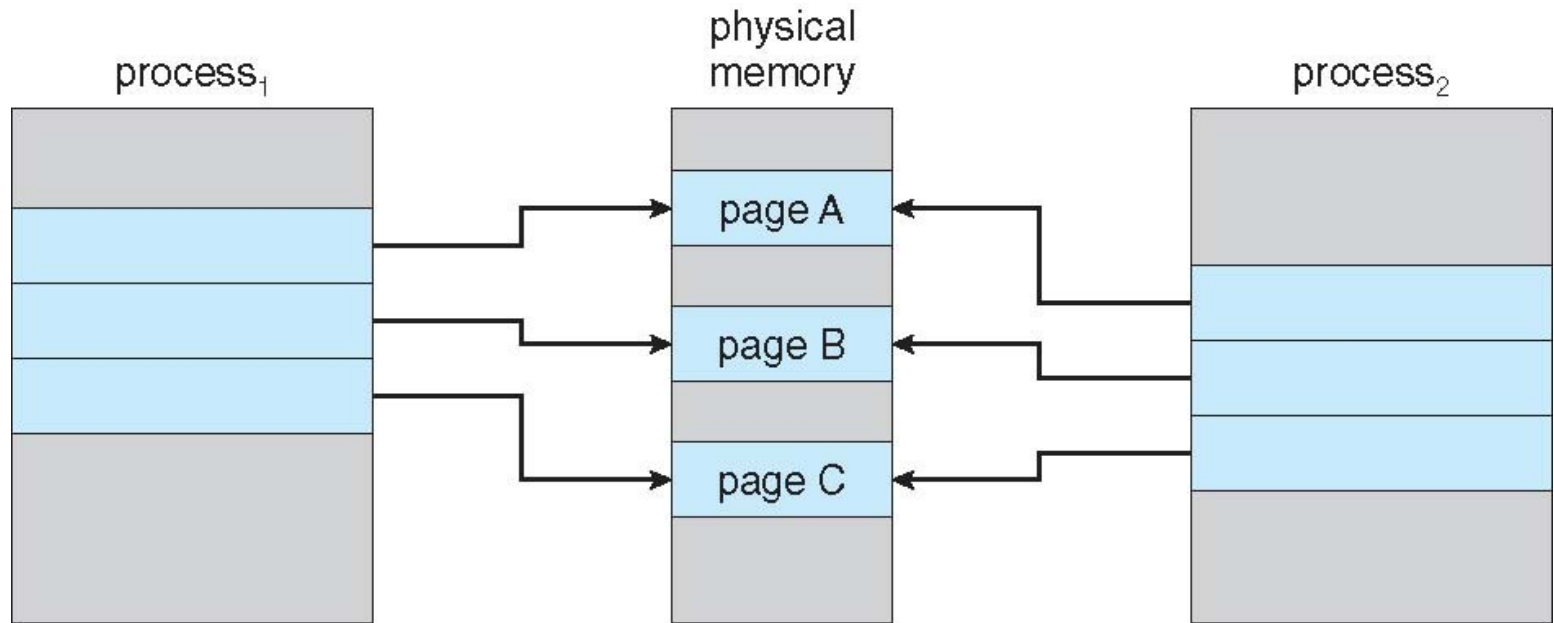 process₁
physical
memory
process₂
page A
page B
page C